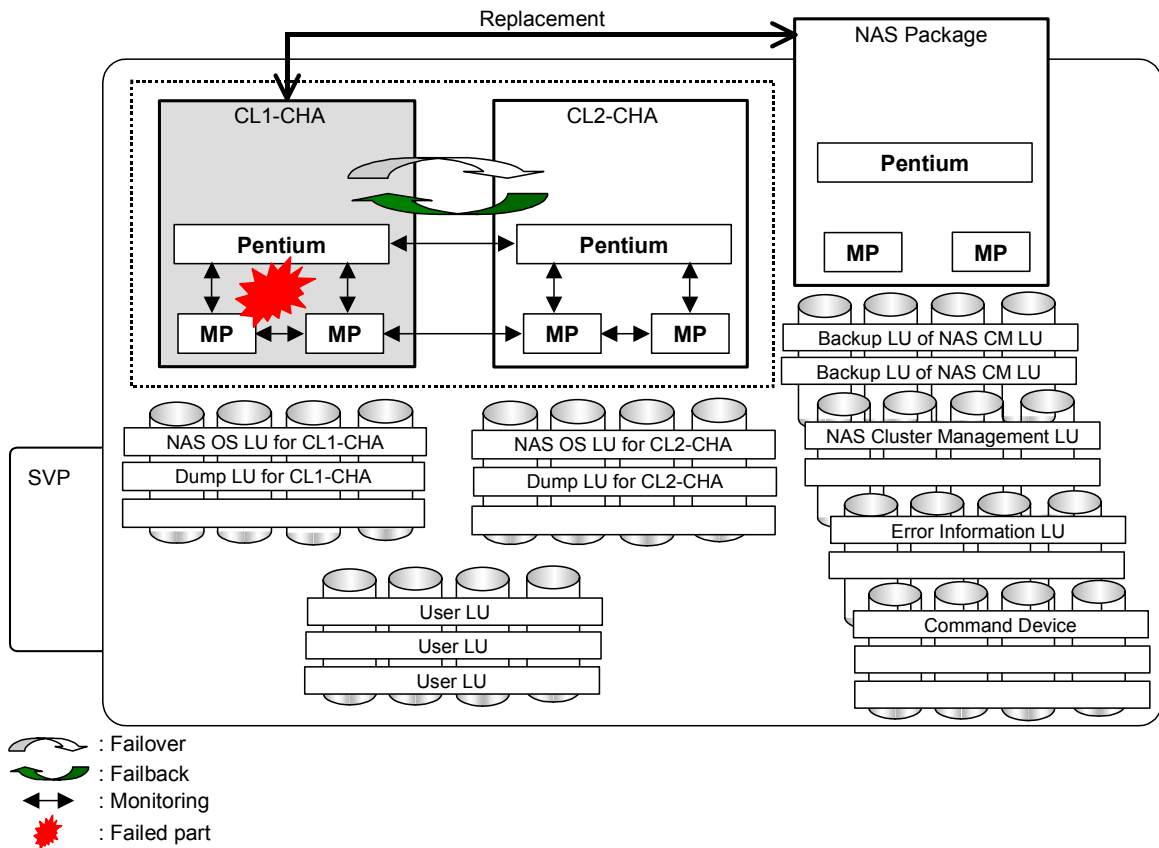 Replacement
NAS Package
CL1-CHA
CL2-CHA
Pentium
Pentium
Pentium
MP
MP
MP
MP
MP
MP
Backup LU of NAS CM LU
Backup LU of NAS CM LU
NAS Cluster Management LU
Error Information LU
Command Device
NAS OS LU for CL1-CHA
Dump LU for CL1-CHA
NAS OS LU for CL2-CHA
Dump LU for CL2-CHA
SVP
User LU
User LU
User LU
: Failover
: Failback
: Monitoring
: Failed part